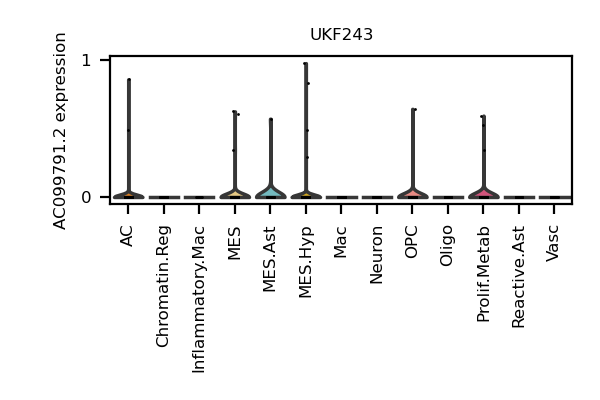 UKF243
AC099791.2 expression
1
0
AC
Chromatin.Reg
Inflammatory.Mac
MES
MES.Ast
MES.Hyp
Mac
Neuron
OPC
Oligo
Prolif.Metab
Reactive.Ast
Vasc